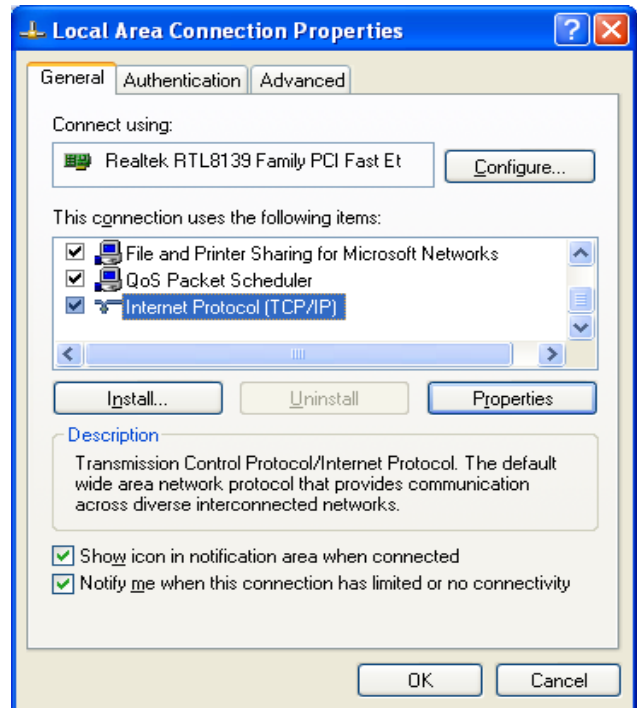 Local Area Connection Properties
General Authentication Advanced
Connect using:
Realtek RTL8139 Family PCI Fast Et
Configure...
This connection uses the following items:
File and Printer Sharing for Microsoft Networks
QoS Packet Scheduler
Internet Protocol (TCP/IP)
Install... Uninstall Properties
Description
Transmission Control Protocol/Internet Protocol. The default
wide area network protocol that provides communication
across diverse interconnected networks.
Show icon in notification area when connected
Notify me when this connection has limited or no connectivity
OK Cancel